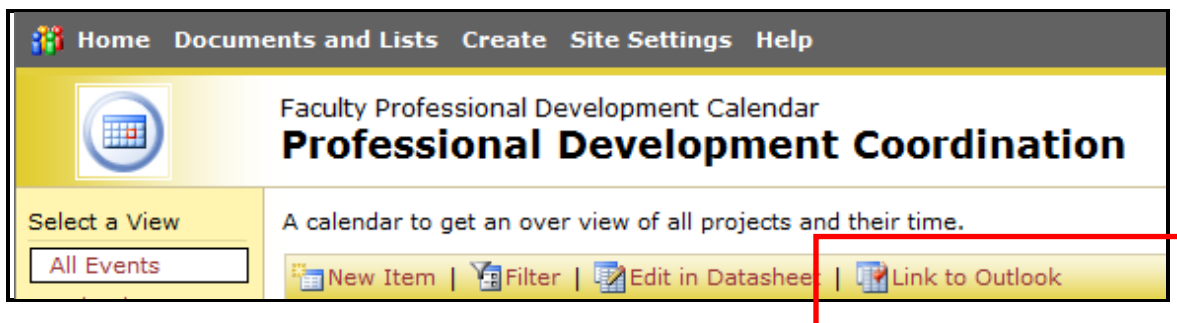 Home Documents and Lists Create Site Settings Help
Faculty Professional Development Calendar
Professional Development Coordination
Select a View
A calendar to get an over view of all projects and their time.
All Events
New Item | Filter | Edit in Datasheet | Link to Outlook